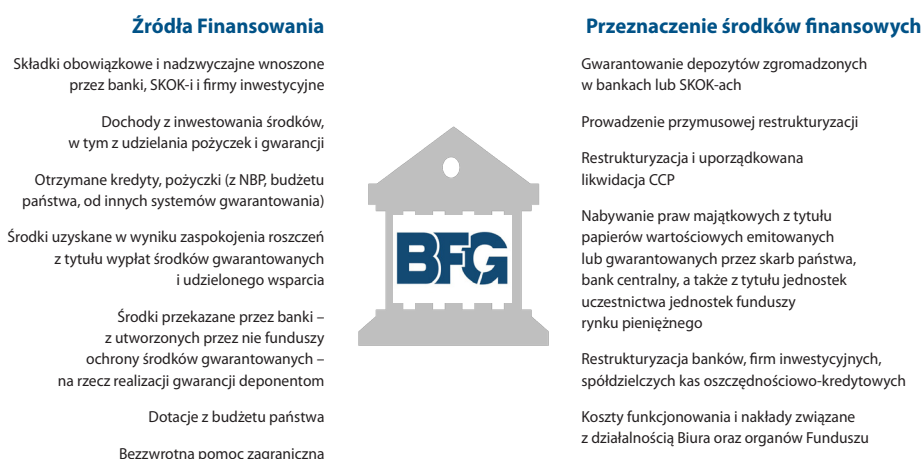 Źródła Finansowania
Składki obowiązkowe i nadzwyczajne wnoszone
przez banki, SKOK-i i firmy inwestycyjne
Dochody z inwestowania środków,
w tym z udzielania pożyczek i gwarancji
Otrzymane kredyty, pożyczki (z NBP, budżetu
państwa, od innych systemów gwarantowania)
Środki uzyskane w wyniku zaspokojenia roszczeń
z tytułu wypłat środków gwarantowanych
i udzielonego wsparcia
Środki przekazane przez banki –
z utworzonych przez nie funduszy
ochrony środków gwarantowanych –
na rzecz realizacji gwarancji deponentom
Dotacje z budżetu państwa
Bezzwrotna pomoc zagraniczna
BFG
Przeznaczenie środków finansowych
Gwarantowanie depozytów zgromadzonych
w bankach lub SKOK-ach
Prowadzenie przymusowej restrukturyzacji
Restrukturyzacja i uporządkowana
likwidacja CCP
Nabywanie praw majątkowych z tytułu
papierów wartościowych emitowanych
lub gwarantowanych przez skarb państwa,
bank centralny, a także z tytułu jednostek
uczestnictwa jednostek funduszy
rynku pieniężnego
Restrukturyzacja banków, firm inwestycyjnych,
spółdzielczych kas oszczędnościowo-kredytowych
Koszty funkcjonowania i nakłady związane
z działalnością Biura oraz organów Funduszu